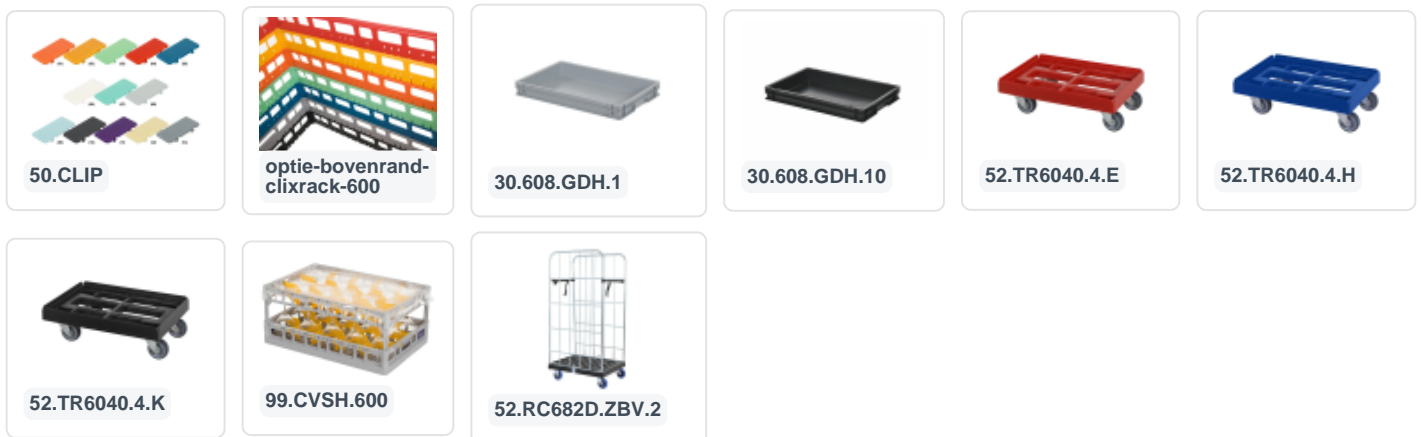 50.CLIP
optie-bovenrand-
clixrack-600
30.608.GDH.1
30.608.GDH.10
52.TR6040.4.E
52.TR6040.4.H
52.TR6040.4.K
99.CVSH.600
52.RC682D.ZBV.2